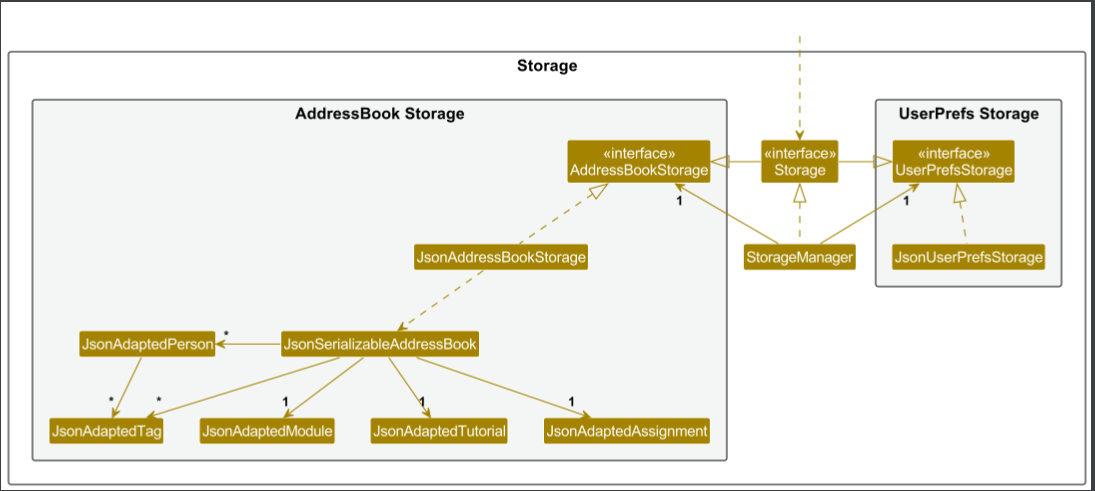 Storage
AddressBook Storage
UserPrefs Storage
«interface»
AddressBookStorage
«interface»
Storage
«interface»
UserPrefsStorage
1
1
JsonAddressBookStorage
StorageManager
JsonUserPrefsStorage
JsonAdaptedPerson
*
JsonSerializableAddressBook
*
*
1
1
1
JsonAdaptedTag
JsonAdaptedModule
JsonAdaptedTutorial
JsonAdaptedAssignment